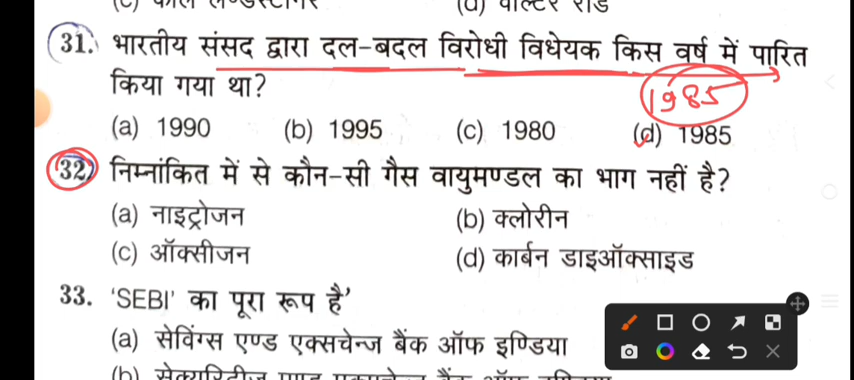 31. भारतीय संसद द्वारा दल-बदल विरोधी विधेयक किस वर्ष में पारित
किया गया था?
1985
(a) 1990 (b) 1995 (c) 1980 (d) 1985
32. निम्नांकित में से कौन-सी गैस वायुमण्डल का भाग नहीं है?
(a) नाइट्रोजन (b) क्लोरीन
(c) ऑक्सीजन (d) कार्बन डाइऑक्साइड
33. 'SEBI' का पूरा रूप है'
(a) सेविंग्स एण्ड एक्सचेन्ज बैंक ऑफ इण्डिया